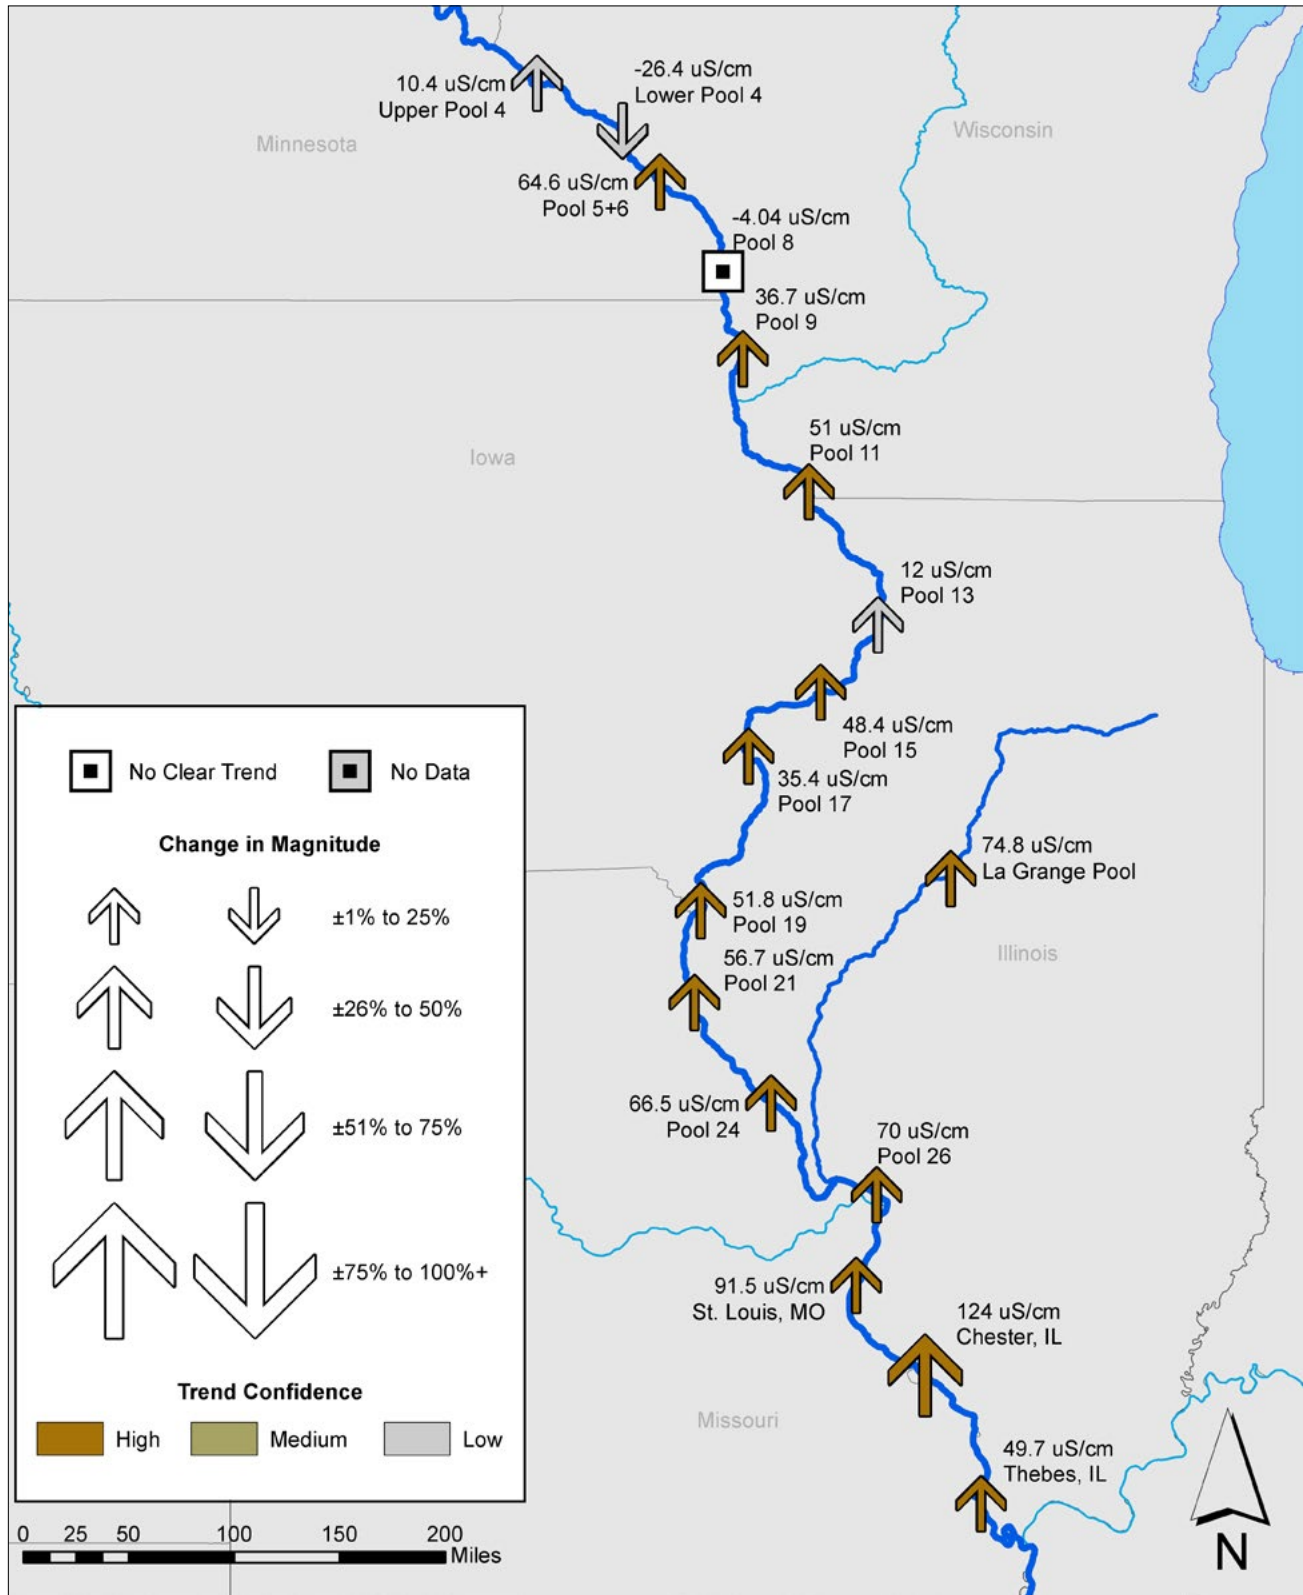 10.4 uS/cm
Upper Pool 4
-26.4 uS/cm
Lower Pool 4
Minnesota
Wisconsin
64.6 uS/cm
Pool 5+6
-4.04 uS/cm
Pool 8
36.7 uS/cm
Pool 9
51 uS/cm
Pool 11
Iowa
12 uS/cm
Pool 13
48.4 uS/cm
Pool 15
35.4 uS/cm
Pool 17
74.8 uS/cm
La Grange Pool
51.8 uS/cm
Pool 19
Illinois
56.7 uS/cm
Pool 21
66.5 uS/cm
Pool 24
70 uS/cm
Pool 26
91.5 uS/cm
St. Louis, MO
124 uS/cm
Chester, IL
Missouri
49.7 uS/cm
Thebes, IL
No Clear Trend
No Data
Change in Magnitude
±1% to 25%
±26% to 50%
±51% to 75%
±75% to 100%+
Trend Confidence
High
Medium
Low
0 25 50 100 150 200
Miles
N